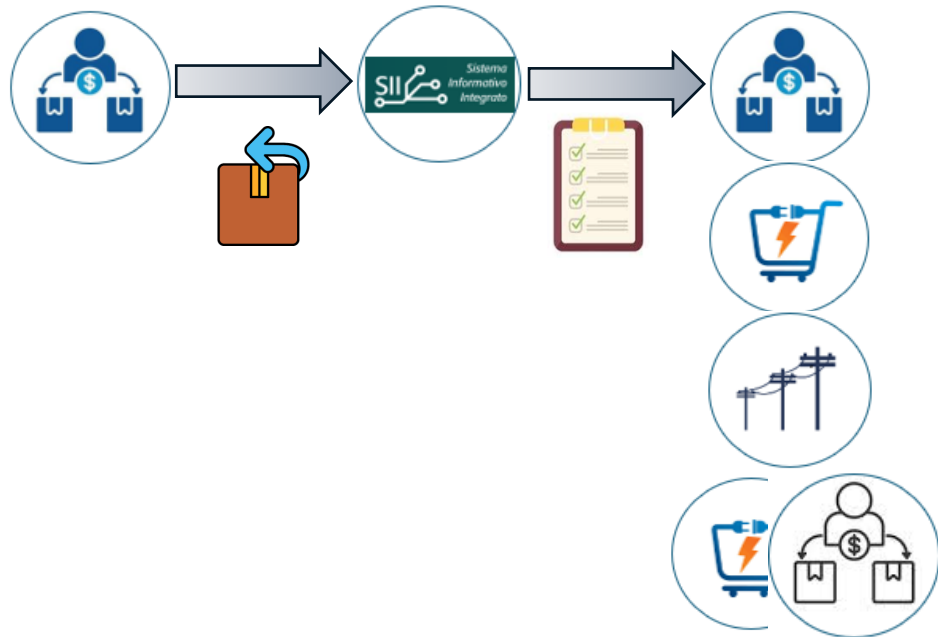 SII
Sistema
Informativo
Integrato
$
$
$